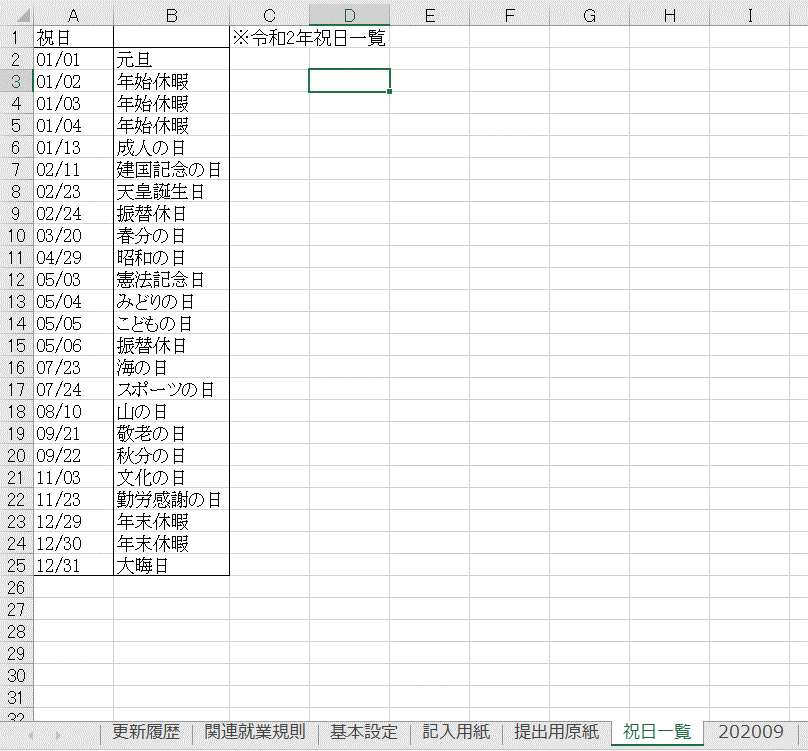 A B C D E F G H I
1 祝日 ※令和2年祝日一覧
2 01/01 元旦
3 01/02 年始休暇
4 01/03 年始休暇
5 01/04 年始休暇
6 01/13 成人の日
7 02/11 建国記念の日
8 02/23 天皇誕生日
9 02/24 振替休日
10 03/20 春分の日
11 04/29 昭和の日
12 05/03 憲法記念日
13 05/04 みどりの日
14 05/05 こどもの日
15 05/06 振替休日
16 07/23 海の日
17 07/24 スポーツの日
18 08/10 山の日
19 09/21 敬老の日
20 09/22 秋分の日
21 11/03 文化の日
22 11/23 勤労感謝の日
23 12/29 年末休暇
24 12/30 年末休暇
25 12/31 大晦日
26
27
28
29
30
31
32
更新履歴 関連就業規則 基本設定 記入用紙 提出用原紙 祝日一覧 202009